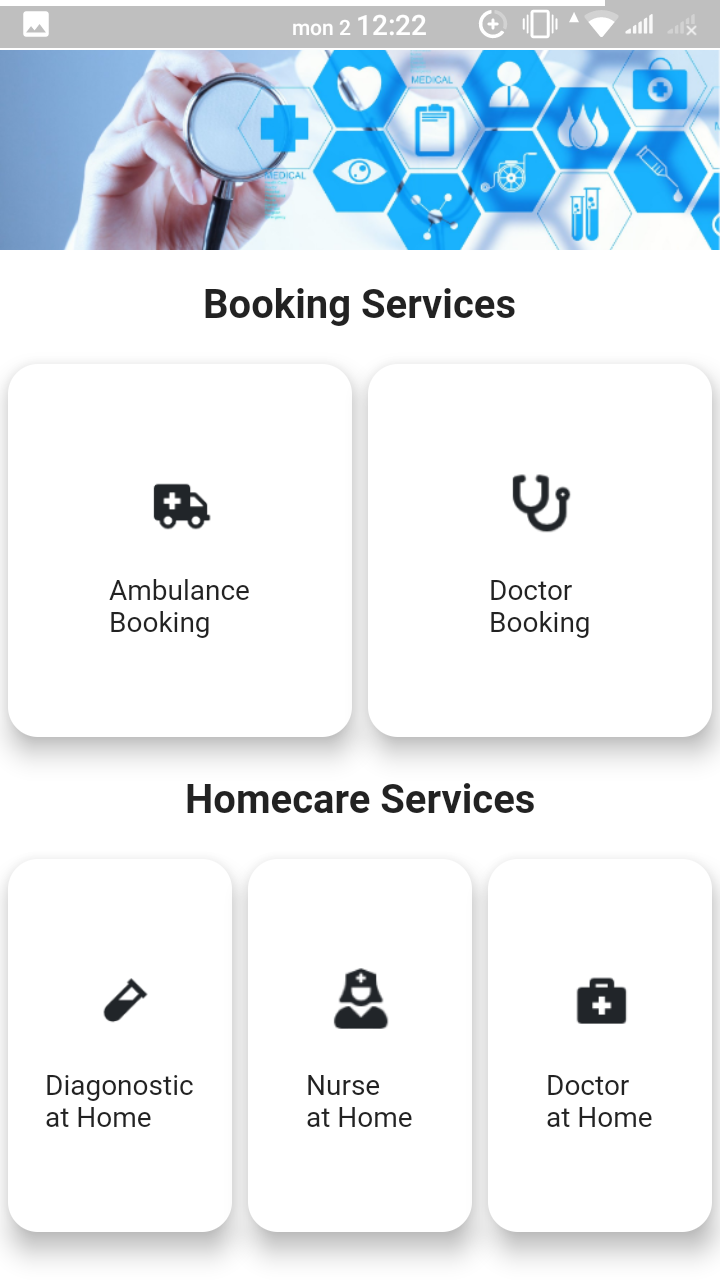 mon 2 12:22
MEDICAL
MEDICAL
Booking Services
Ambulance
Booking
Doctor
Booking
Homecare Services
Diagonostic
at Home
Nurse
at Home
Doctor
at Home